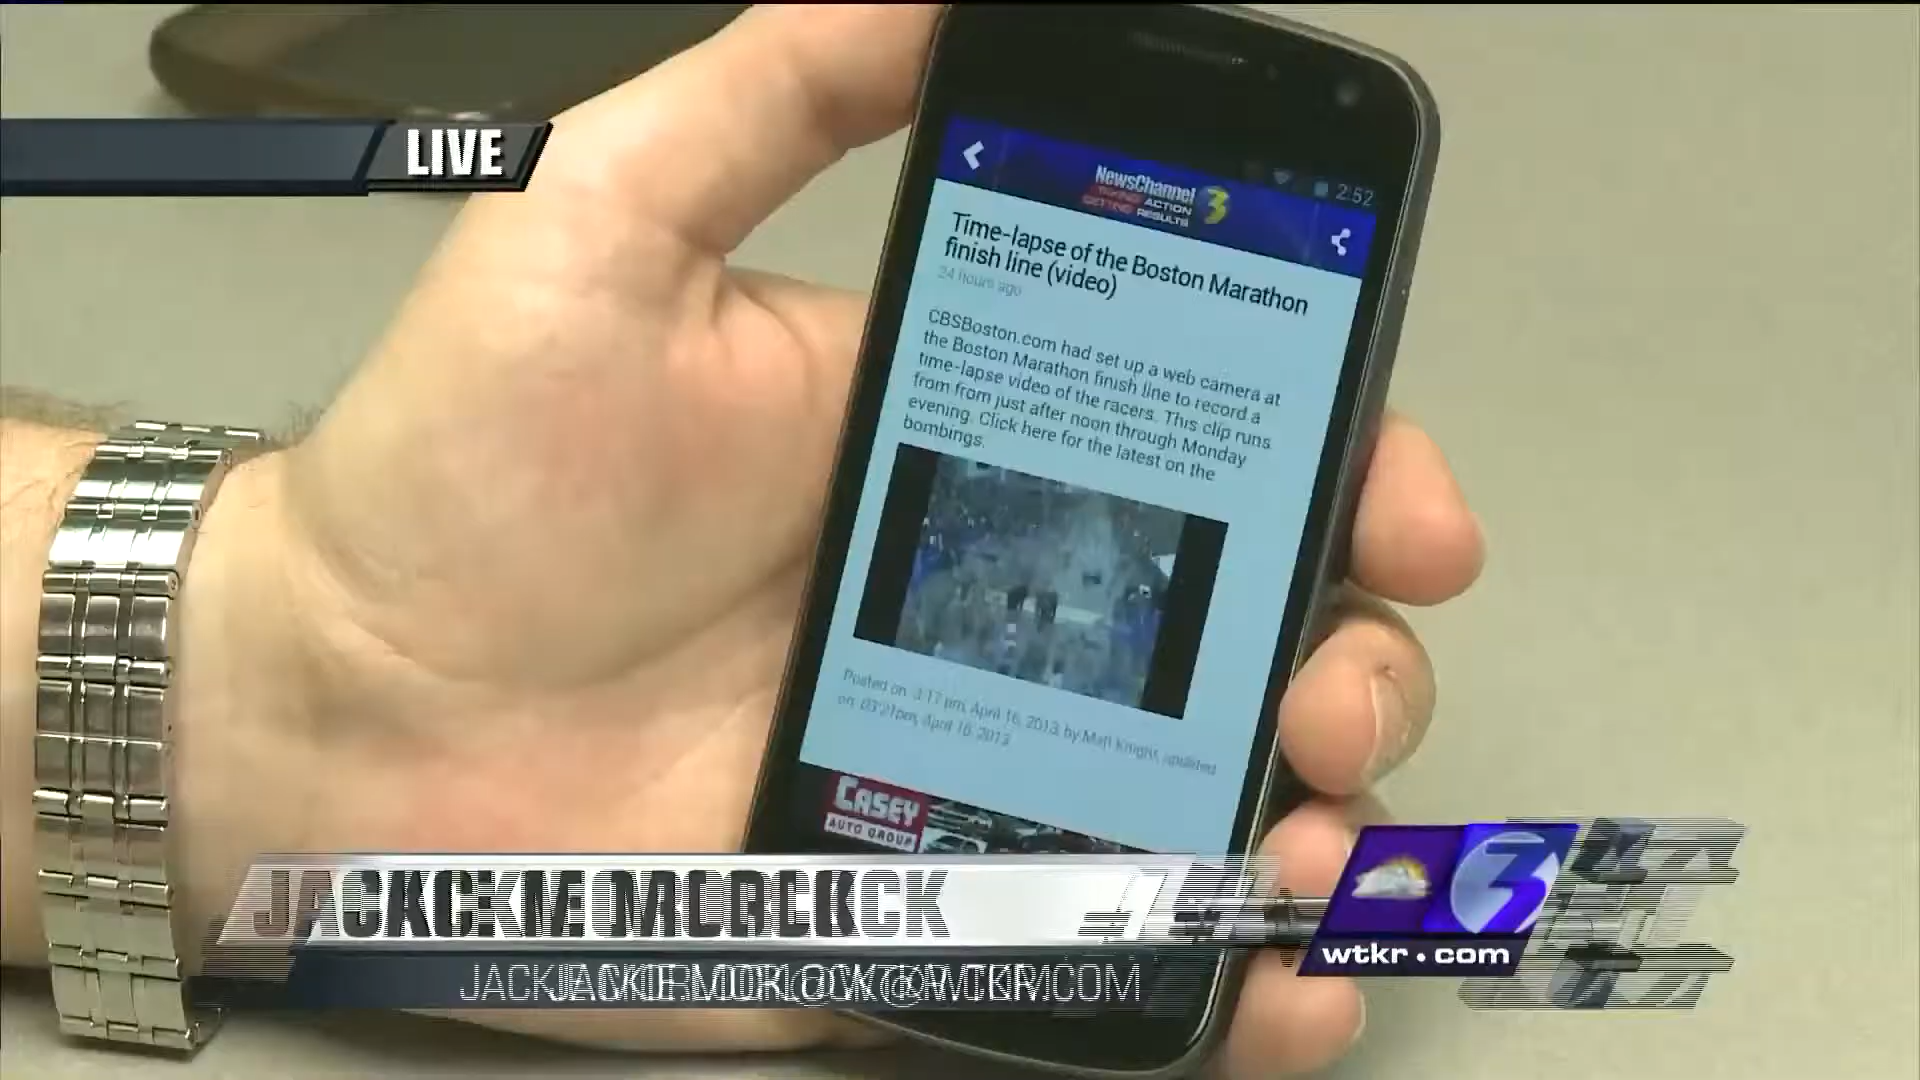 LIVE
2:52
NewsChannel 3
TAKING ACTION
GETTING RESULTS
Time-lapse of the Boston Marathon
finish line (video)
24 hours ago
CBSBoston.com had set up a web camera at
the Boston Marathon finish line to record a
time-lapse video of the racers. This clip runs
from from just after noon through Monday
evening. Click here for the latest on the
bombings.
Posted on 3:17 pm, April 16, 2013, by Matt Knight, updated
on 03:21pm, April 16, 2013
CASEY
AUTO GROUP
3
wtkr.com